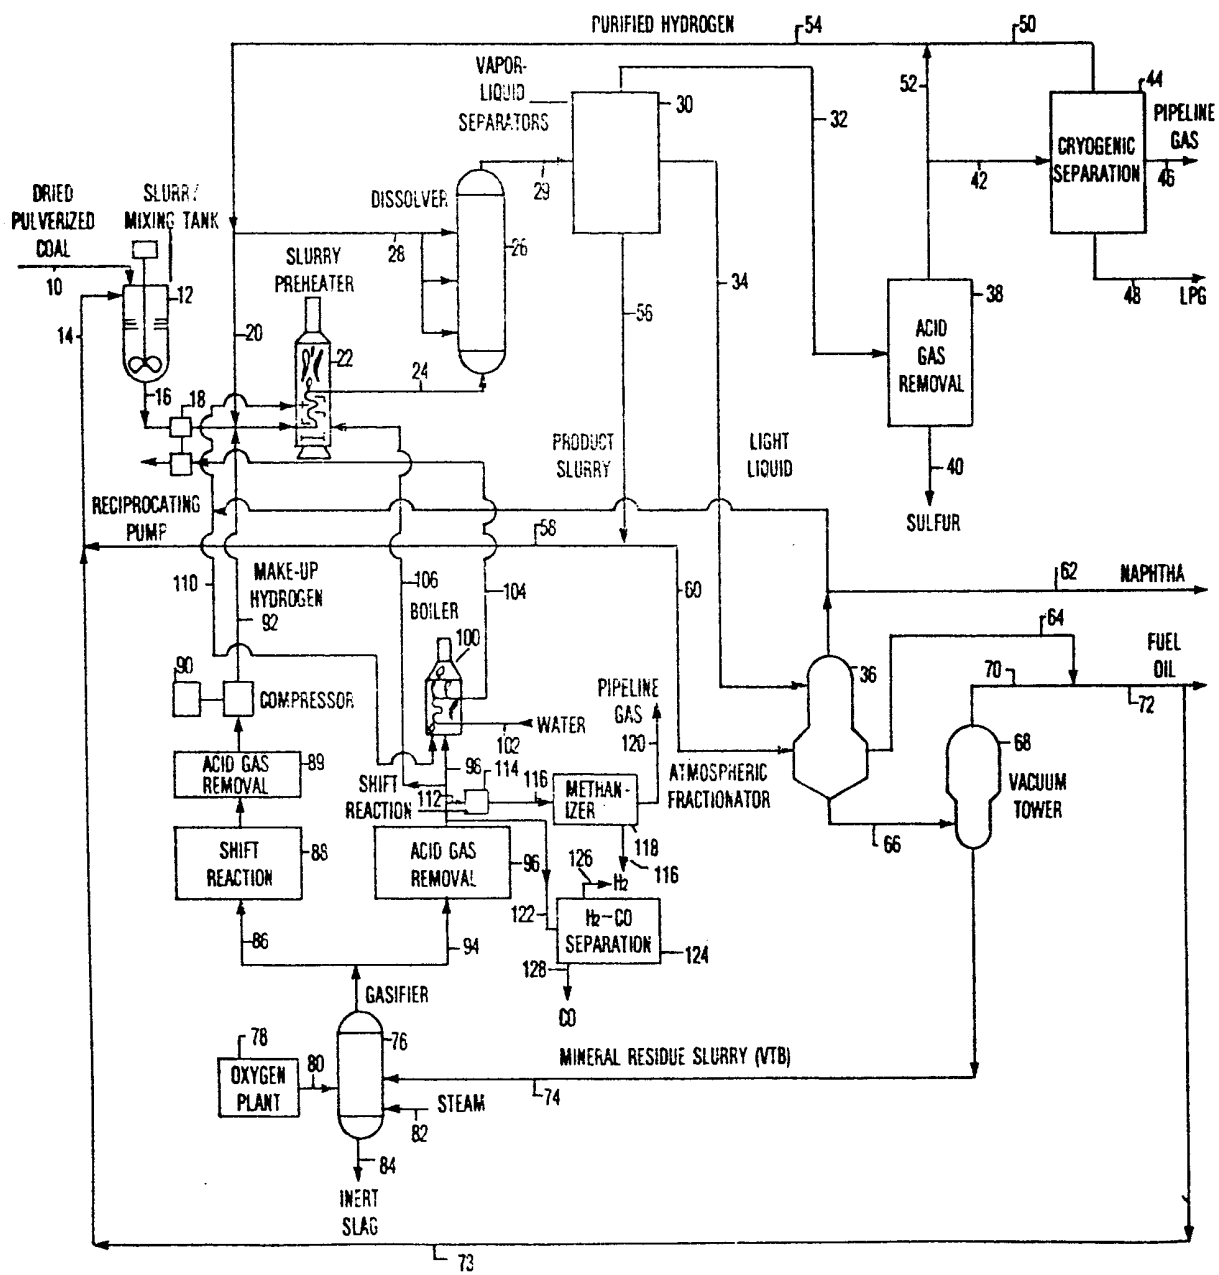 PURIFIED HYDROGEN
54
50
VAPOR-
LIQUID
SEPARATORS
30
32
52
44
PIPELINE
GAS
CRYOGENIC
SEPARATION
42
46
29
DISSOLVER
DRIED
PULVERIZED
COAL
10
SLURRY
MIXING TANK
12
SLURRY
PREHEATER
28
26
34
48
LPG
38
56
14
20
22
24
ACID
GAS
REMOVAL
16
18
PRODUCT
SLURRY
LIGHT
LIQUID
40
SULFUR
RECIPROCATING
PUMP
58
110
MAKE-UP
HYDROGEN
92
106
104
60
62
NAPHTHA
BOILER
100
64
FUEL
OIL
90
COMPRESSOR
36
70
72
PIPELINE
GAS
120
WATER
102
68
VACUUM
TOWER
ACID GAS
REMOVAL
89
98
114
SHIFT
REACTION
112
116
METHAN-
IZER
118
ATMOSPHERIC
FRACTIONATOR
66
SHIFT
REACTION
88
ACID GAS
REMOVAL
96
126
H2
116
122
H2-CO
SEPARATION
124
86
94
128
CO
GASIFIER
76
78
OXYGEN
PLANT
80
MINERAL RESIDUE SLURRY (VTB)
74
STEAM
82
84
INERT
SLAG
73